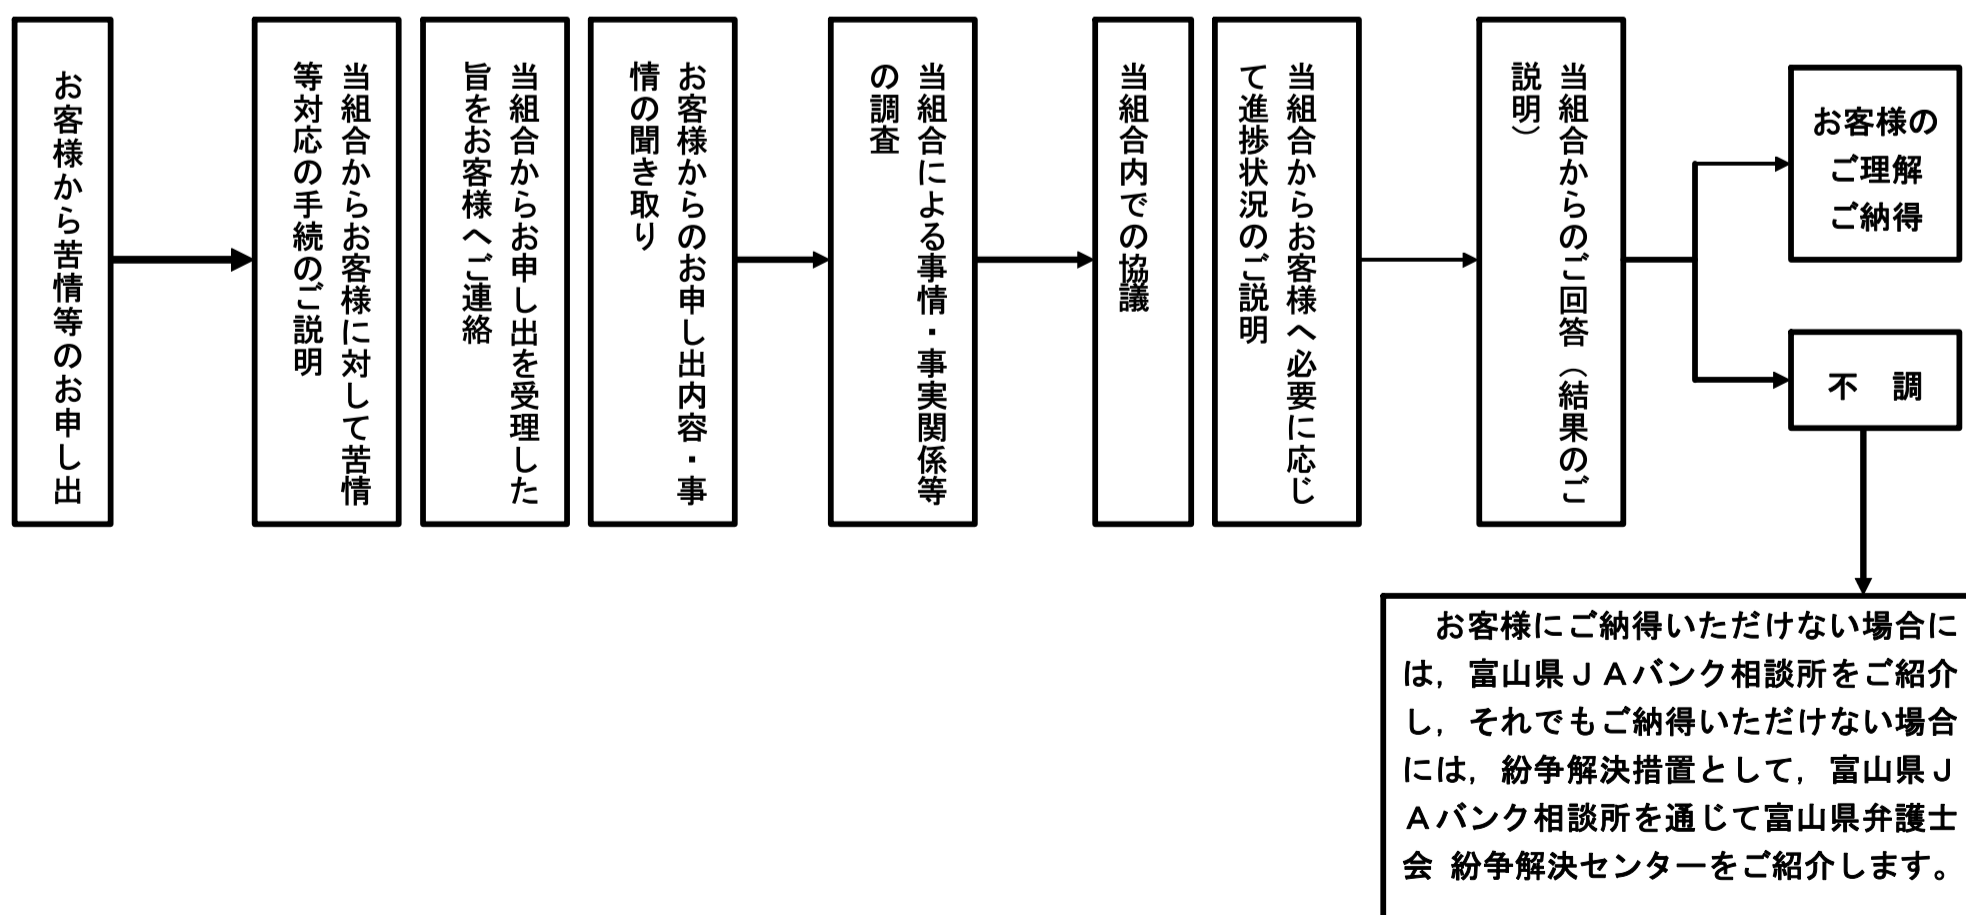 お客様から苦情等のお申し出
当組合からお客様に対して苦情
等対応の手続のご説明
当組合からお申し出を受理した
旨をお客様へご連絡
お客様からのお申し出内容・事
情の聞き取り
当組合による事情・事実関係等
の調査
当組合内での協議
当組合からお客様へ必要に応じ
て進捗状況のご説明
当組合からのご回答（結果のご
説明）
お客様の
ご理解
ご納得
不　調
お客様にご納得いただけない場合に
は，富山県ＪＡバンク相談所をご紹介
し，それでもご納得いただけない場合
には，紛争解決措置として，富山県Ｊ
Ａバンク相談所を通じて富山県弁護士
会 紛争解決センターをご紹介します。